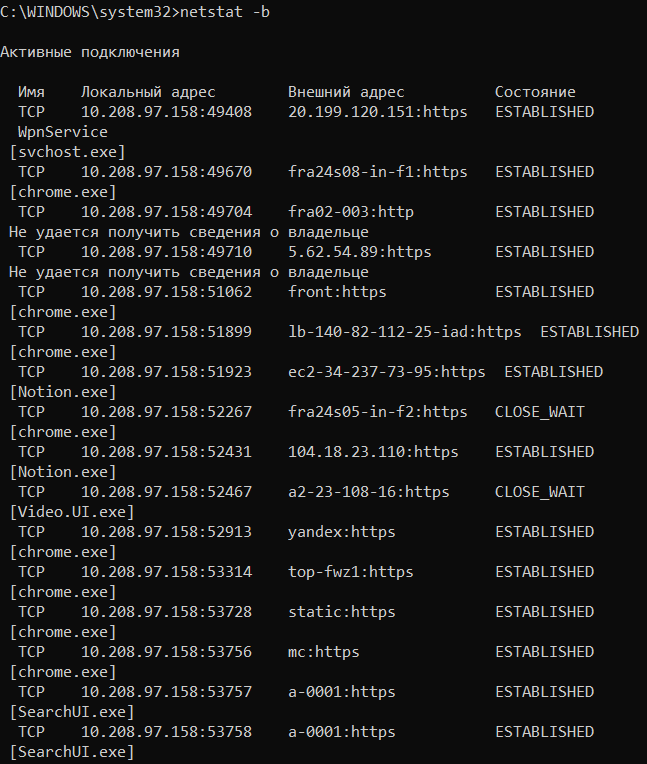 C:\WINDOWS\system32>netstat -b
Активные подключения
Имя Локальный адрес Внешний адрес Состояние
TCP 10.208.97.158:49408 20.199.120.151:https ESTABLISHED
WpnService
[svchost.exe]
TCP 10.208.97.158:49670 fra24s08-in-f1:https ESTABLISHED
[chrome.exe]
TCP 10.208.97.158:49704 fra02-003:http ESTABLISHED
Не удается получить сведения о владельце
TCP 10.208.97.158:49710 5.62.54.89:https ESTABLISHED
Не удается получить сведения о владельце
TCP 10.208.97.158:51062 front:https ESTABLISHED
[chrome.exe]
TCP 10.208.97.158:51899 lb-140-82-112-25-iad:https ESTABLISHED
[chrome.exe]
TCP 10.208.97.158:51923 ec2-34-237-73-95:https ESTABLISHED
[Notion.exe]
TCP 10.208.97.158:52267 fra24s05-in-f2:https CLOSE_WAIT
[chrome.exe]
TCP 10.208.97.158:52431 104.18.23.110:https ESTABLISHED
[Notion.exe]
TCP 10.208.97.158:52467 a2-23-108-16:https CLOSE_WAIT
[Video.UI.exe]
TCP 10.208.97.158:52913 yandex:https ESTABLISHED
[chrome.exe]
TCP 10.208.97.158:53314 top-fwz1:https ESTABLISHED
[chrome.exe]
TCP 10.208.97.158:53728 static:https ESTABLISHED
[chrome.exe]
TCP 10.208.97.158:53756 mc:https ESTABLISHED
[chrome.exe]
TCP 10.208.97.158:53757 a-0001:https ESTABLISHED
[SearchUI.exe]
TCP 10.208.97.158:53758 a-0001:https ESTABLISHED
[SearchUI.exe]